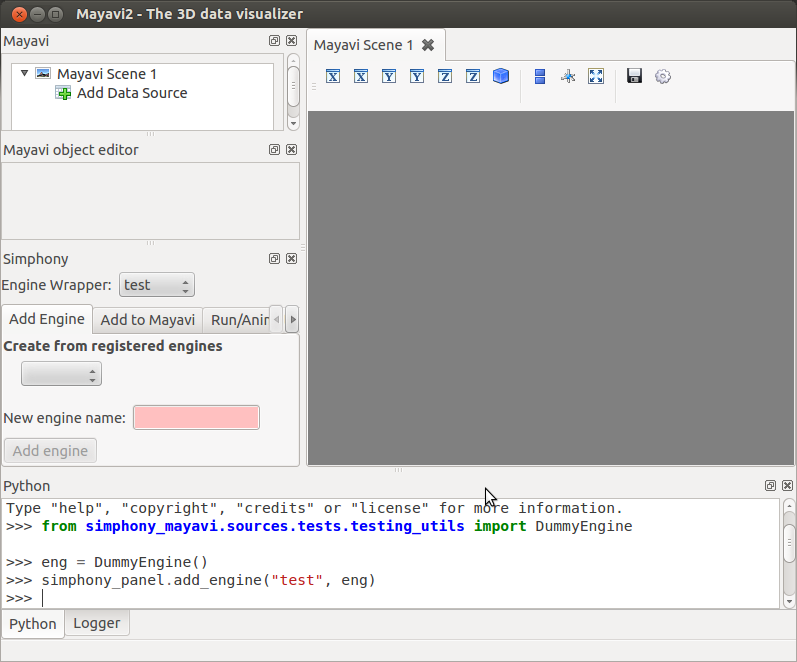 Mayavi2 - The 3D data visualizer
Mayavi
Mayavi Scene 1
Add Data Source
Mayavi object editor
Simphony
Engine Wrapper: test
Add Engine Add to Mayavi Run/Anim
Create from registered engines
New engine name:
Add engine
Mayavi Scene 1
X X Y Y Z Z
Python
Type "help", "copyright", "credits" or "license" for more information.
>>> from simphony_mayavi.sources.tests.testing_utils import DummyEngine
>>> eng = DummyEngine()
>>> simphony_panel.add_engine("test", eng)
>>>
Python Logger